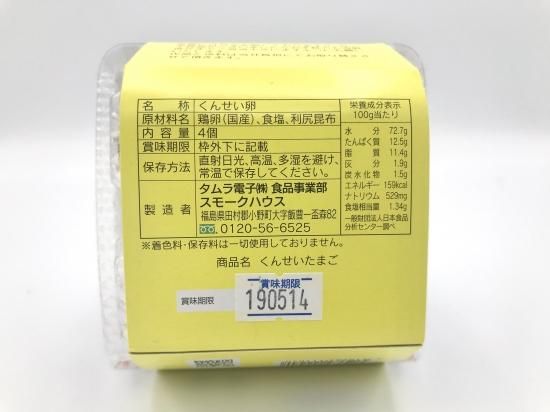 名　　称 くんせい卵
原材料名 鶏卵（国産）、食塩、利尻昆布
内 容 量 4個
賞味期限 枠外下に記載
保存方法 直射日光、高温、多湿を避け、
常温で保存してください。
製 造 者 タムラ電子㈱ 食品事業部
スモークハウス
福島県田村郡小野町大字飯豊一盃森82
0120-56-6525
栄養成分表示
100g当たり
水　　分 72.7g
たんぱく質 12.5g
脂　　質 11.4g
灰　　分 1.9g
炭水化物 1.5g
エネルギー 159kcal
ナトリウム 529mg
食塩相当量 1.34g
一般財団法人日本食品
分析センター調べ
※着色料・保存料は一切使用しておりません。
商品名　くんせいたまご
賞味期限
賞味期限
190514